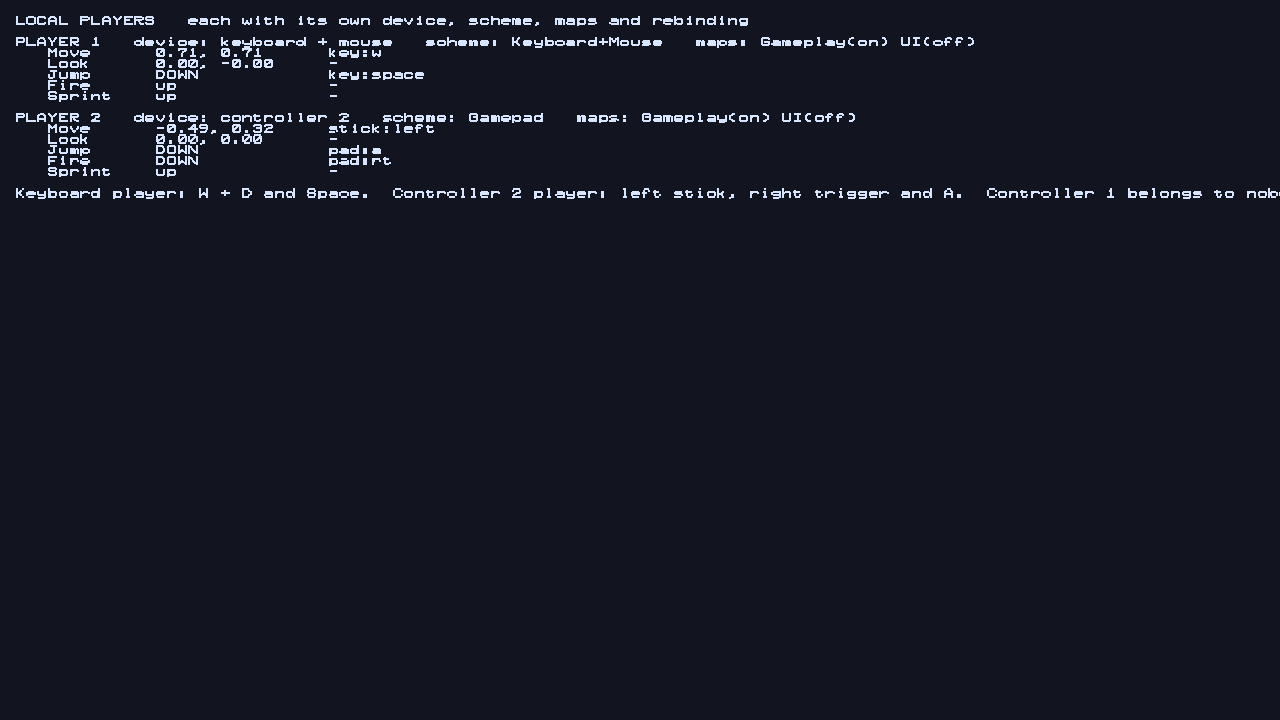 LOCAL PLAYERS   each with its own device, scheme, maps and rebinding
PLAYER 1   device: keyboard + mouse   scheme: Keyboard+Mouse   maps: Gameplay(on) UI(off)
Move   0.71, 0.71   key:w
Look   0.00, -0.00   -
Jump   DOWN   key:space
Fire   up   -
Sprint   up   -
PLAYER 2   device: controller 2   scheme: Gamepad   maps: Gameplay(on) UI(off)
Move   -0.49, 0.32   stick:left
Look   0.00, 0.00   -
Jump   DOWN   pad:a
Fire   DOWN   pad:rt
Sprint   up   -
Keyboard player: W + D and Space.  Controller 2 player: left stick, right trigger and A.  Controller 1 belongs to